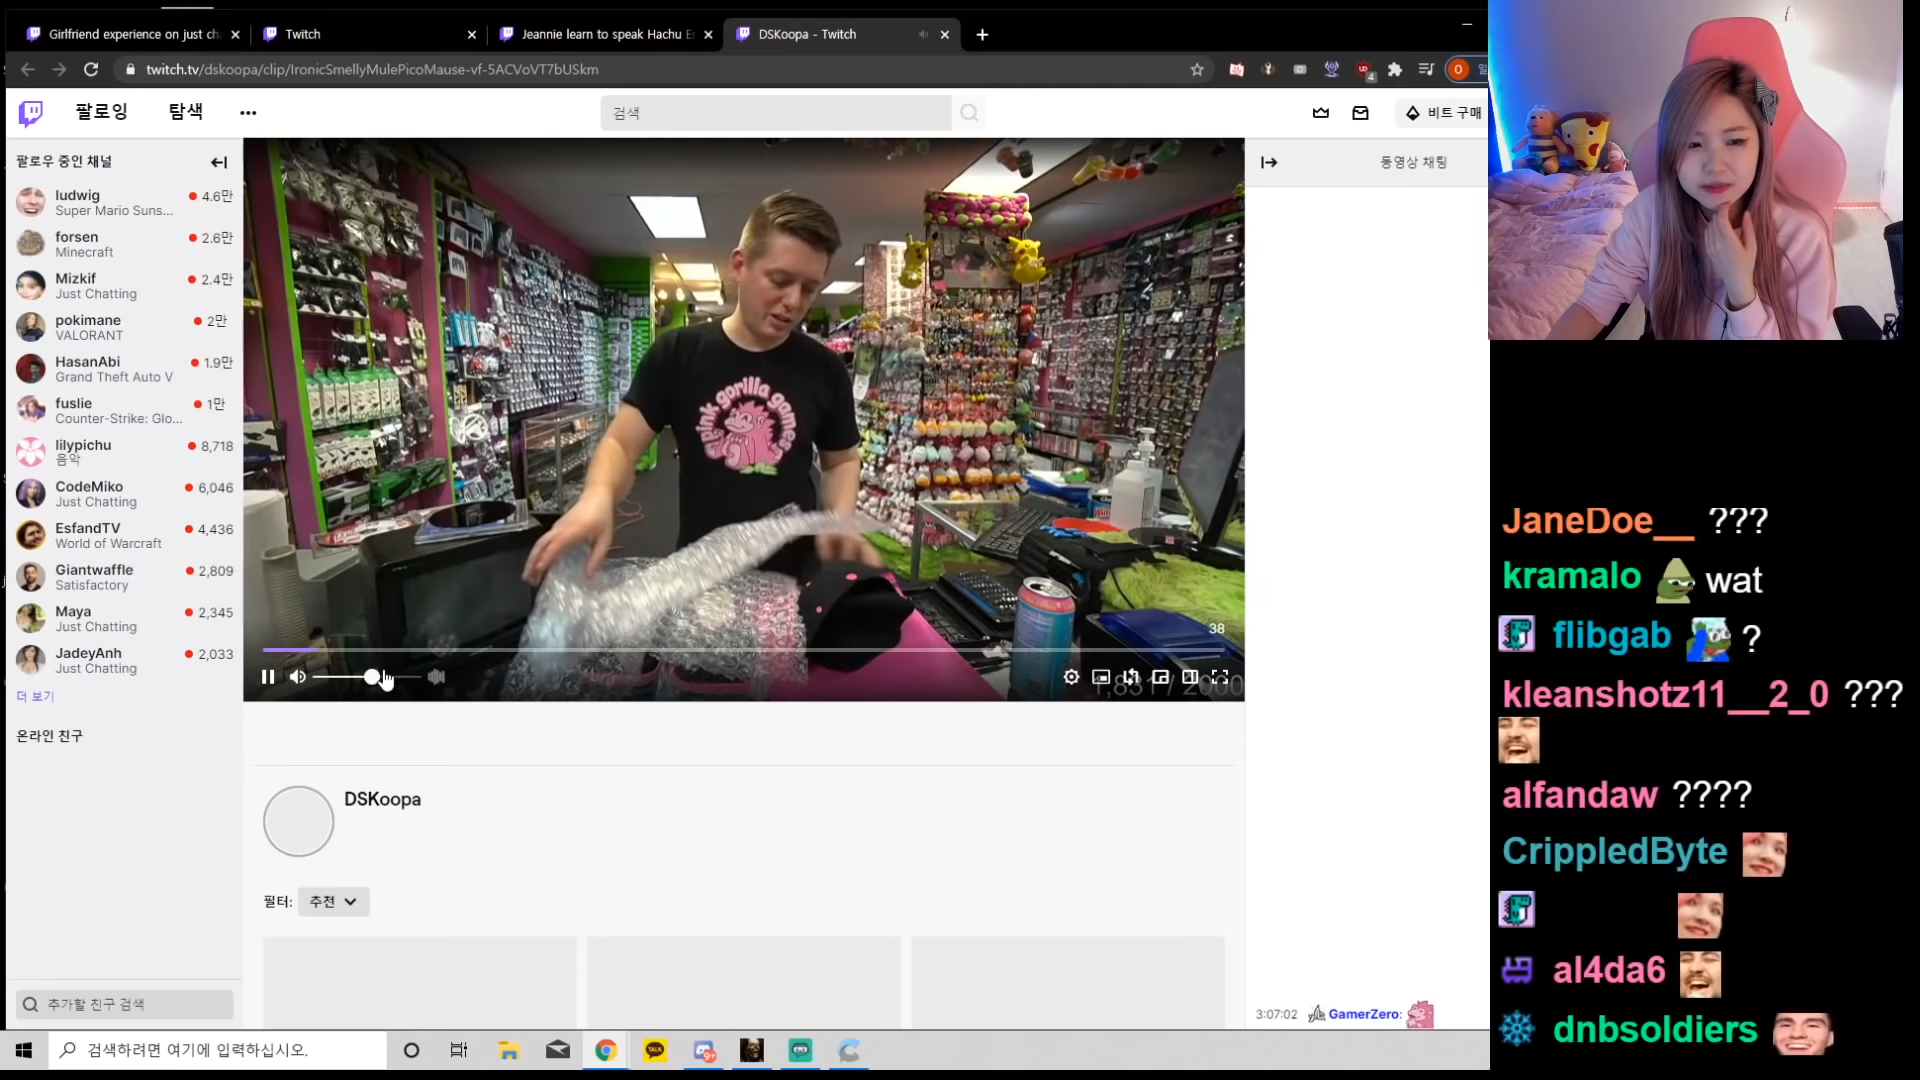 Girlfriend experience on just ch
Twitch
Jeannie learn to speak Hachu E
DSKoopa - Twitch
twitch.tv/dskoopa/clip/IronicSmellyMulePicoMause-vf-5ACVoVT7bUSkm
4
O
팔로잉
탐색
검색
비트 구매
팔로우 중인 채널
ludwig
4.6만
Super Mario Suns...
forsen
2.6만
Minecraft
Mizkif
2.4만
Just Chatting
pokimane
2만
VALORANT
HasanAbi
1.9만
Grand Theft Auto V
fuslie
1만
Counter-Strike: Glo...
lilypichu
8,718
음악
CodeMiko
6,046
Just Chatting
EsfandTV
4,436
World of Warcraft
Giantwaffle
2,809
Satisfactory
Maya
2,345
Just Chatting
JadeyAnh
2,033
Just Chatting
더 보기
온라인 친구
추가할 친구 검색
pink gorilla games
38
1,831 / 2000
DSKoopa
필터:
추천
동영상 채팅
3:07:02 GamerZero:
JaneDoe__ ???
kramalo wat
flibgab ?
kleanshotz11__2_0 ???
alfandaw ????
CrippledByte
al4da6
dnbsoldiers
검색하려면 여기에 입력하십시오.
TALK
9+